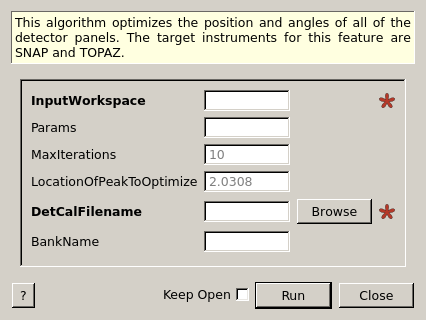 This algorithm optimizes the position and angles of all of the
detector panels. The target instruments for this feature are
SNAP and TOPAZ.
InputWorkspace *
Params
MaxIterations 10
LocationOfPeakToOptimize 2.0308
DetCalFilename Browse *
BankName
? Keep Open Run Close